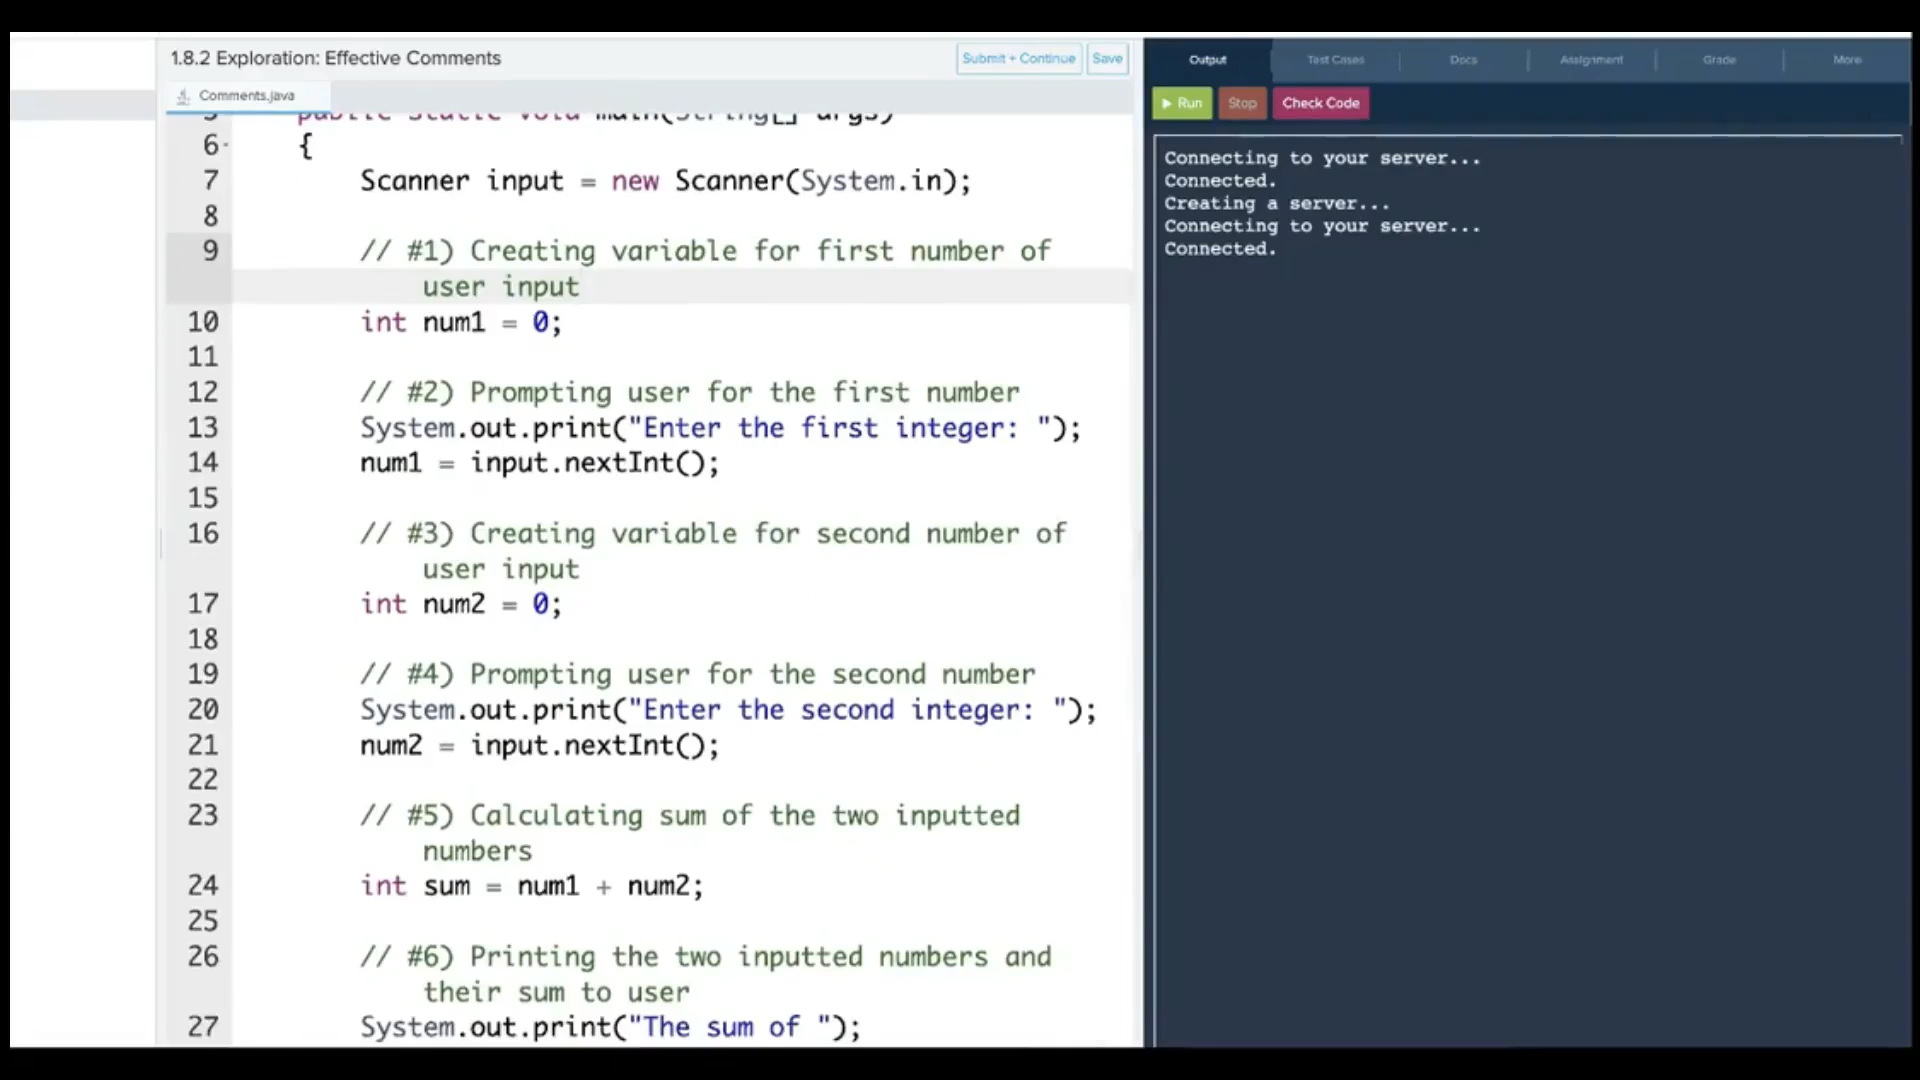 1.8.2 Exploration: Effective Comments
Submit + Continue
Save
Comments.java
5 public static void main(String[] args)
6 {
7 Scanner input = new Scanner(System.in);
8
9 // #1) Creating variable for first number of
user input
10 int num1 = 0;
11
12 // #2) Prompting user for the first number
13 System.out.print("Enter the first integer: ");
14 num1 = input.nextInt();
15
16 // #3) Creating variable for second number of
user input
17 int num2 = 0;
18
19 // #4) Prompting user for the second number
20 System.out.print("Enter the second integer: ");
21 num2 = input.nextInt();
22
23 // #5) Calculating sum of the two inputted
numbers
24 int sum = num1 + num2;
25
26 // #6) Printing the two inputted numbers and
their sum to user
27 System.out.print("The sum of ");
Output
Test Cases
Docs
Assignment
Grade
More
Run
Stop
Check Code
Connecting to your server...
Connected.
Creating a server...
Connecting to your server...
Connected.